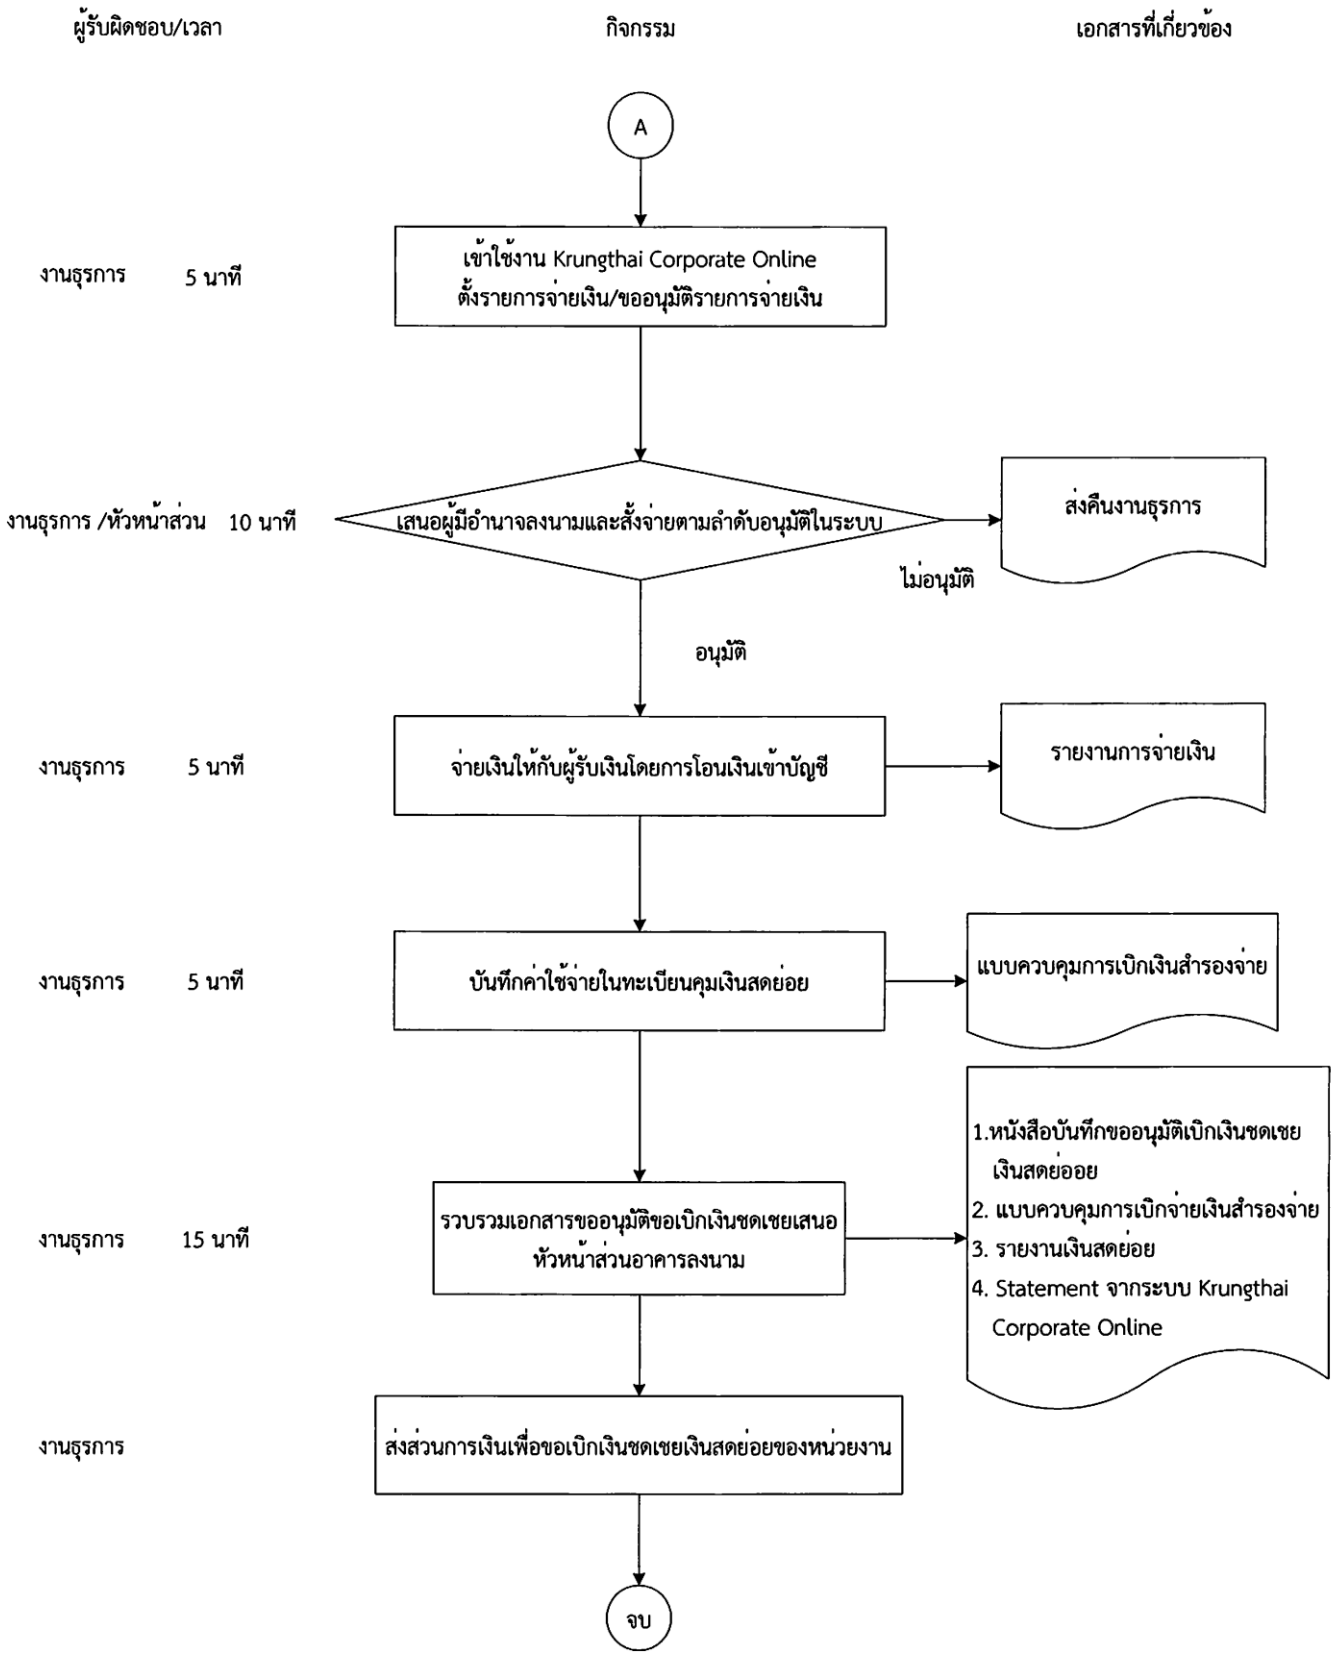 ผู้รับผิดชอบ/เวลา กิจกรรม เอกสารที่เกี่ยวข้อง
A
งานธุรการ 5 นาที
เข้าใช้งาน Krungthai Corporate Online
ตั้งรายการจ่ายเงิน/ขออนุมัติรายการจ่ายเงิน
งานธุรการ /หัวหน้าส่วน 10 นาที
เสนอผู้มีอำนาจลงนามและสั่งจ่ายตามลำดับอนุมัติในระบบ
ส่งคืนงานธุรการ
ไม่อนุมัติ
อนุมัติ
งานธุรการ 5 นาที
จ่ายเงินให้กับผู้รับเงินโดยการโอนเงินเข้าบัญชี
รายงานการจ่ายเงิน
งานธุรการ 5 นาที
บันทึกค่าใช้จ่ายในทะเบียนคุมเงินสดย่อย
แบบควบคุมการเบิกเงินสำรองจ่าย
งานธุรการ 15 นาที
รวบรวมเอกสารขออนุมัติขอเบิกเงินชดเชยเสนอ
หัวหน้าส่วนอาคารลงนาม
1.หนังสือบันทึกขออนุมัติเบิกเงินชดเชย
เงินสดย่ออย
2. แบบควบคุมการเบิกจ่ายเงินสำรองจ่าย
3. รายงานเงินสดย่อย
4. Statement จากระบบ Krungthai
Corporate Online
งานธุรการ
ส่งส่วนการเงินเพื่อขอเบิกเงินชดเชยเงินสดย่อยของหน่วยงาน
จบ